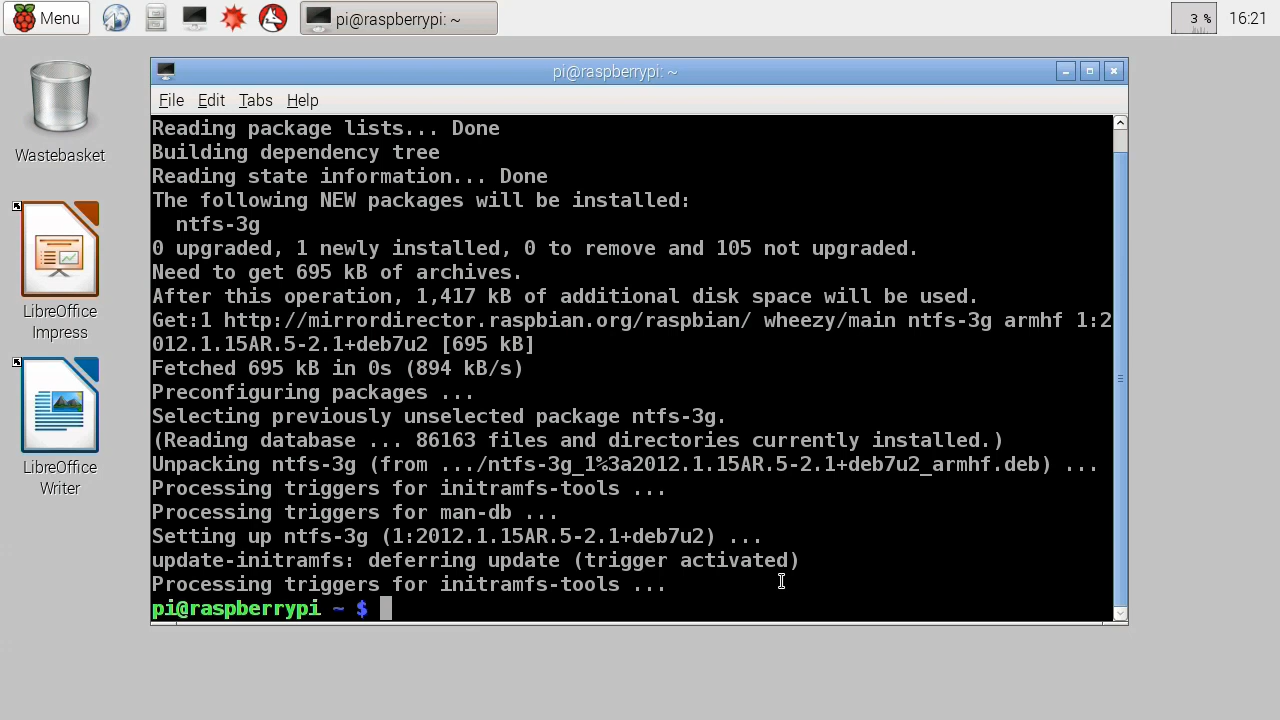 Menu
pi@raspberrypi: ~
3 %
16:21
Wastebasket
LibreOffice
Impress
LibreOffice
Writer
pi@raspberrypi: ~
File Edit Tabs Help
Reading package lists... Done
Building dependency tree
Reading state information... Done
The following NEW packages will be installed:
  ntfs-3g
0 upgraded, 1 newly installed, 0 to remove and 105 not upgraded.
Need to get 695 kB of archives.
After this operation, 1,417 kB of additional disk space will be used.
Get:1 http://mirrordirector.raspbian.org/raspbian/ wheezy/main ntfs-3g armhf 1:2
012.1.15AR.5-2.1+deb7u2 [695 kB]
Fetched 695 kB in 0s (894 kB/s)
Preconfiguring packages ...
Selecting previously unselected package ntfs-3g.
(Reading database ... 86163 files and directories currently installed.)
Unpacking ntfs-3g (from .../ntfs-3g_1%3a2012.1.15AR.5-2.1+deb7u2_armhf.deb) ...
Processing triggers for initramfs-tools ...
Processing triggers for man-db ...
Setting up ntfs-3g (1:2012.1.15AR.5-2.1+deb7u2) ...
update-initramfs: deferring update (trigger activated)
Processing triggers for initramfs-tools ...
pi@raspberrypi ~ $